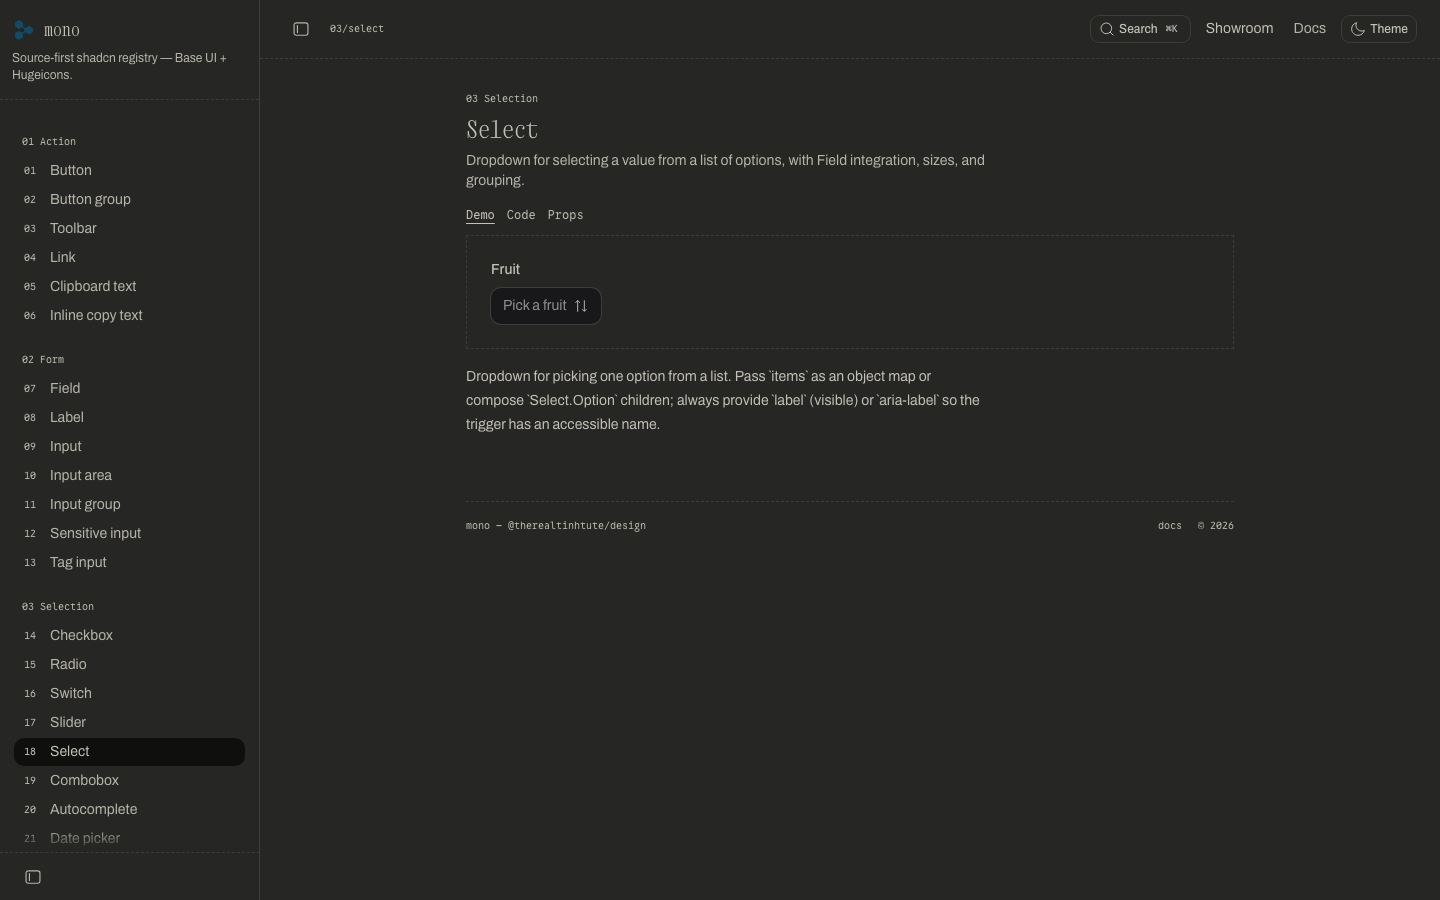 mono
Source-first shadcn registry — Base UI +
Hugeicons.
01 Action
01 Button
02 Button group
03 Toolbar
04 Link
05 Clipboard text
06 Inline copy text
02 Form
07 Field
08 Label
09 Input
10 Input area
11 Input group
12 Sensitive input
13 Tag input
03 Selection
14 Checkbox
15 Radio
16 Switch
17 Slider
18 Select
19 Combobox
20 Autocomplete
21 Date picker
03/select
Search ⌘K
Showroom
Docs
Theme
03 Selection
Select
Dropdown for selecting a value from a list of options, with Field integration, sizes, and
grouping.
Demo Code Props
Fruit
Pick a fruit
Dropdown for picking one option from a list. Pass `items` as an object map or
compose `Select.Option` children; always provide `label` (visible) or `aria-label` so the
trigger has an accessible name.
mono — @therealtinhtute/design
docs © 2026